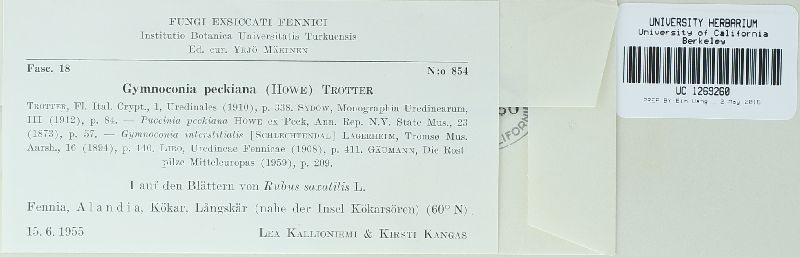 FUNGI EXSICCATI FENNICI
Institutio Botanica Universitatis Turkuensis
Ed. cur. YRJÖ MÄKINEN
Fasc. 18 N:o 854
Gymnoconia peckiana (HOWE) TROTTER
TROTTER, Fl. Ital. Crypt., 1, Uredinales (1910), p. 338. SYDOW, Monographia Uredinearum,
III (1912), p. 84. — Puccinia peckiana HOWE ex Peck, Ann. Rep. N.Y. State Mus., 23
(1873), p. 57. — Gymnoconia interstitialis [SCHLECHTENDAL] LAGERHEIM, Tromsø Mus.
Aarsh., 16 (1894), p. 140. LIRO, Uredineae Fennicae (1908), p. 411. GÄUMANN, Die Rost-
pilze Mitteleuropas (1959), p. 209.
I auf den Blättern von Rubus saxatilis L.
Fennia, Alandia, Kökar, Långskär (nahe der Insel Kökarsören) (60° N)
15. 6. 1955 LEA KALLIONIEMI & KIRSTI KANGAS
UNIVERSITY HERBARIUM
University of California
Berkeley
UC 1269260